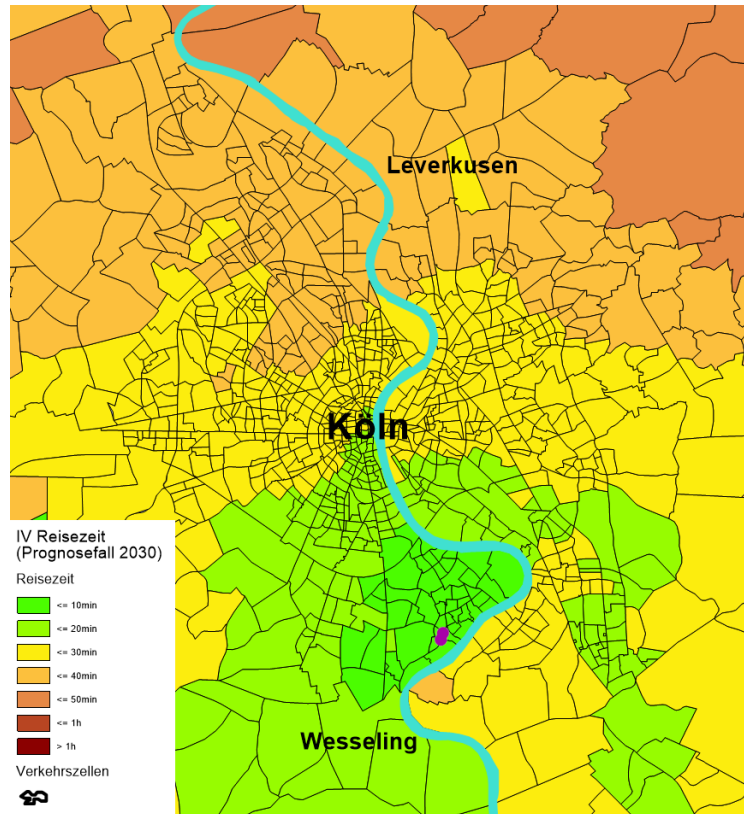 Leverkusen
Köln
Wesseling
IV Reisezeit
(Prognosefall 2030)
Reisezeit
<= 10min
<= 20min
<= 30min
<= 40min
<= 50min
<= 1h
> 1h
Verkehrszellen